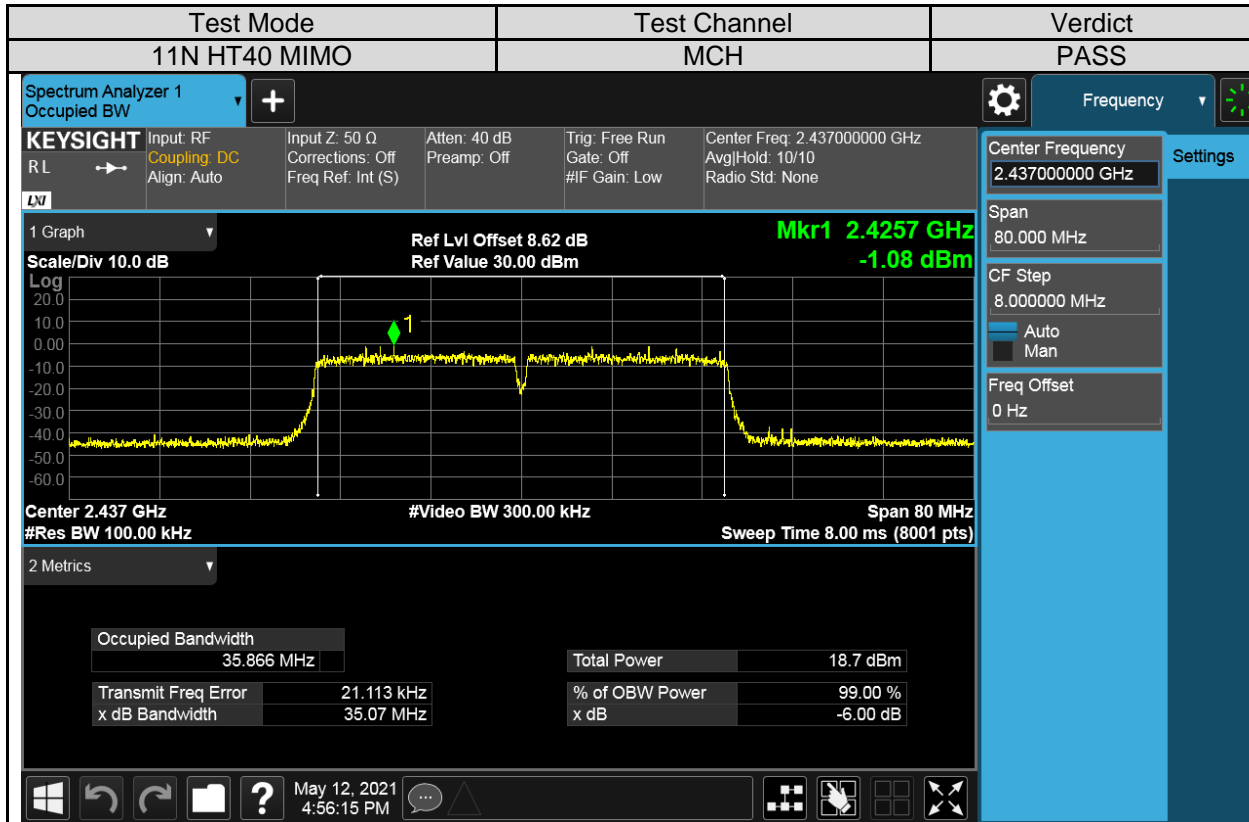 Test Mode Test Channel Verdict
11N HT40 MIMO MCH PASS
Spectrum Analyzer 1
Occupied BW
+
Frequency
KEYSIGHT Input: RF Input Z: 50 Ω Atten: 40 dB Trig: Free Run Center Freq: 2.437000000 GHz
R L Coupling: DC Corrections: Off Preamp: Off Gate: Off Avg|Hold: 10/10
Align: Auto Freq Ref: Int (S) #IF Gain: Low Radio Std: None
LXI
1 Graph
Ref Lvl Offset 8.62 dB
Mkr1 2.4257 GHz
Scale/Div 10.0 dB Ref Value 30.00 dBm -1.08 dBm
Log
20.0
10.0
0.00
-10.0
-20.0
-30.0
-40.0
-50.0
-60.0
1
Center 2.437 GHz #Video BW 300.00 kHz Span 80 MHz
#Res BW 100.00 kHz Sweep Time 8.00 ms (8001 pts)
2 Metrics
Occupied Bandwidth
35.866 MHz
Total Power 18.7 dBm
Transmit Freq Error 21.113 kHz % of OBW Power 99.00 %
x dB Bandwidth 35.07 MHz x dB -6.00 dB
?
May 12, 2021
4:56:15 PM
Center Frequency
2.437000000 GHz
Settings
Span
80.000 MHz
CF Step
8.000000 MHz
Auto
Man
Freq Offset
0 Hz